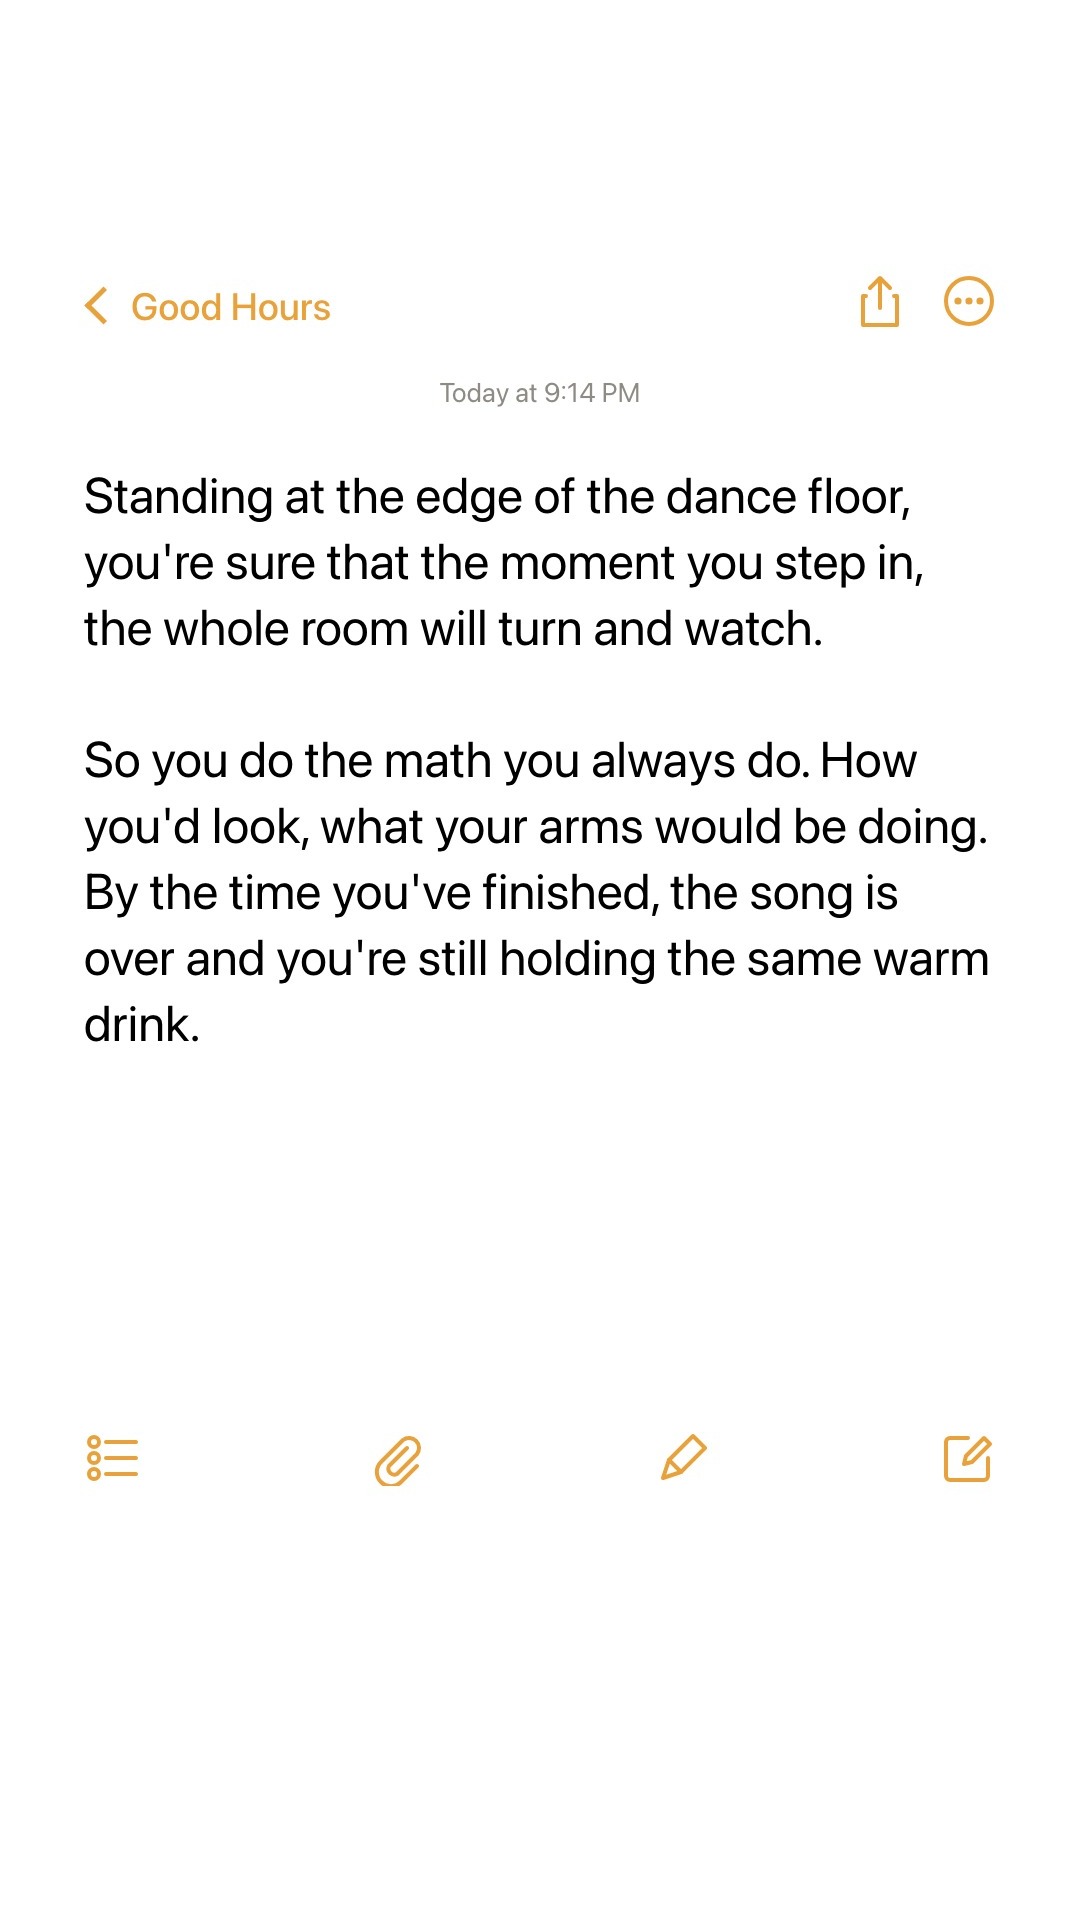 Good Hours
Today at 9:14 PM
Standing at the edge of the dance floor,
you're sure that the moment you step in,
the whole room will turn and watch.
So you do the math you always do. How
you'd look, what your arms would be doing.
By the time you've finished, the song is
over and you're still holding the same warm
drink.